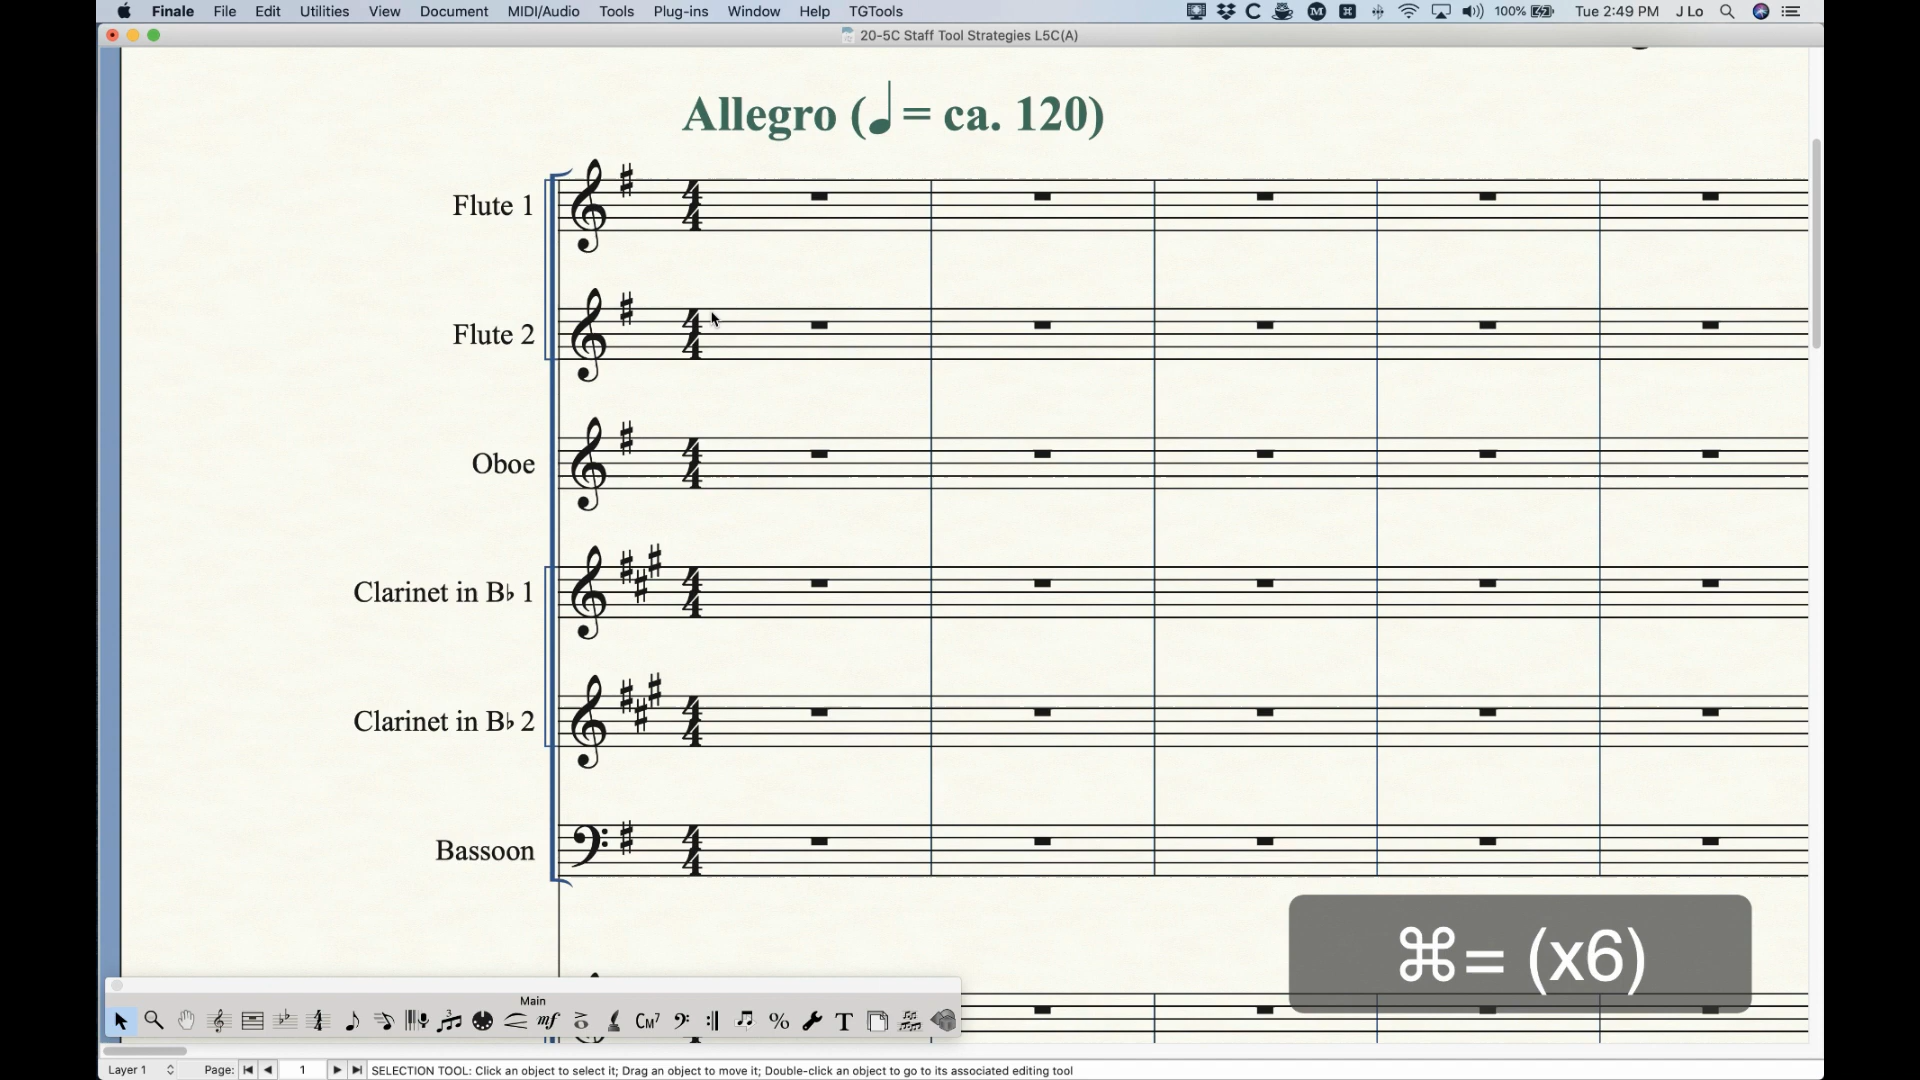 Finale File Edit Utilities View Document MIDI/Audio Tools Plug-ins Window Help TGTools 100% Tue 2:49 PM J Lo
20-5C Staff Tool Strategies L5C(A)
Allegro (♩ = ca. 120)
Flute 1
Flute 2
Oboe
Clarinet in B♭ 1
Clarinet in B♭ 2
Bassoon
⌘= (x6)
Main
Layer 1 Page: 1 SELECTION TOOL: Click an object to select it; Drag an object to move it; Double-click an object to go to its associated editing tool